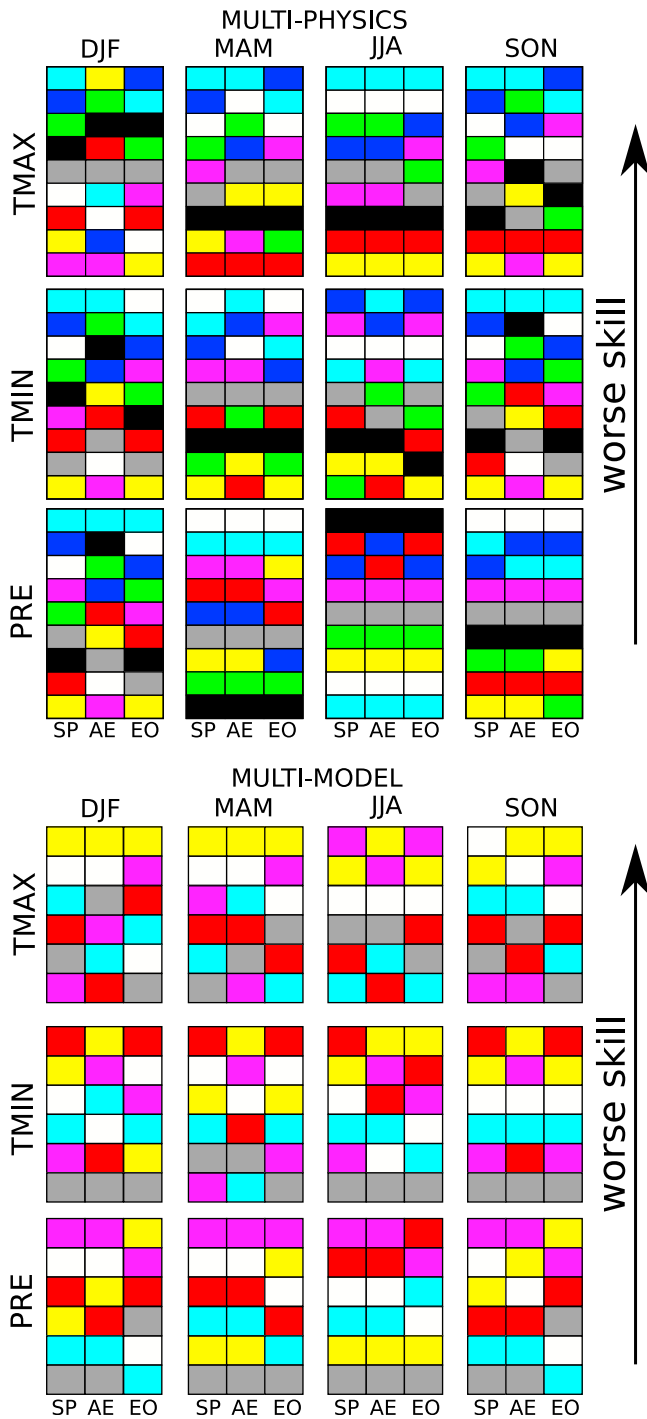 MULTI-PHYSICS
DJF MAM JJA SON
TMAX
TMIN
PRE
worse skill
SP AE EO SP AE EO SP AE EO SP AE EO
MULTI-MODEL
DJF MAM JJA SON
TMAX
TMIN
PRE
worse skill
SP AE EO SP AE EO SP AE EO SP AE EO